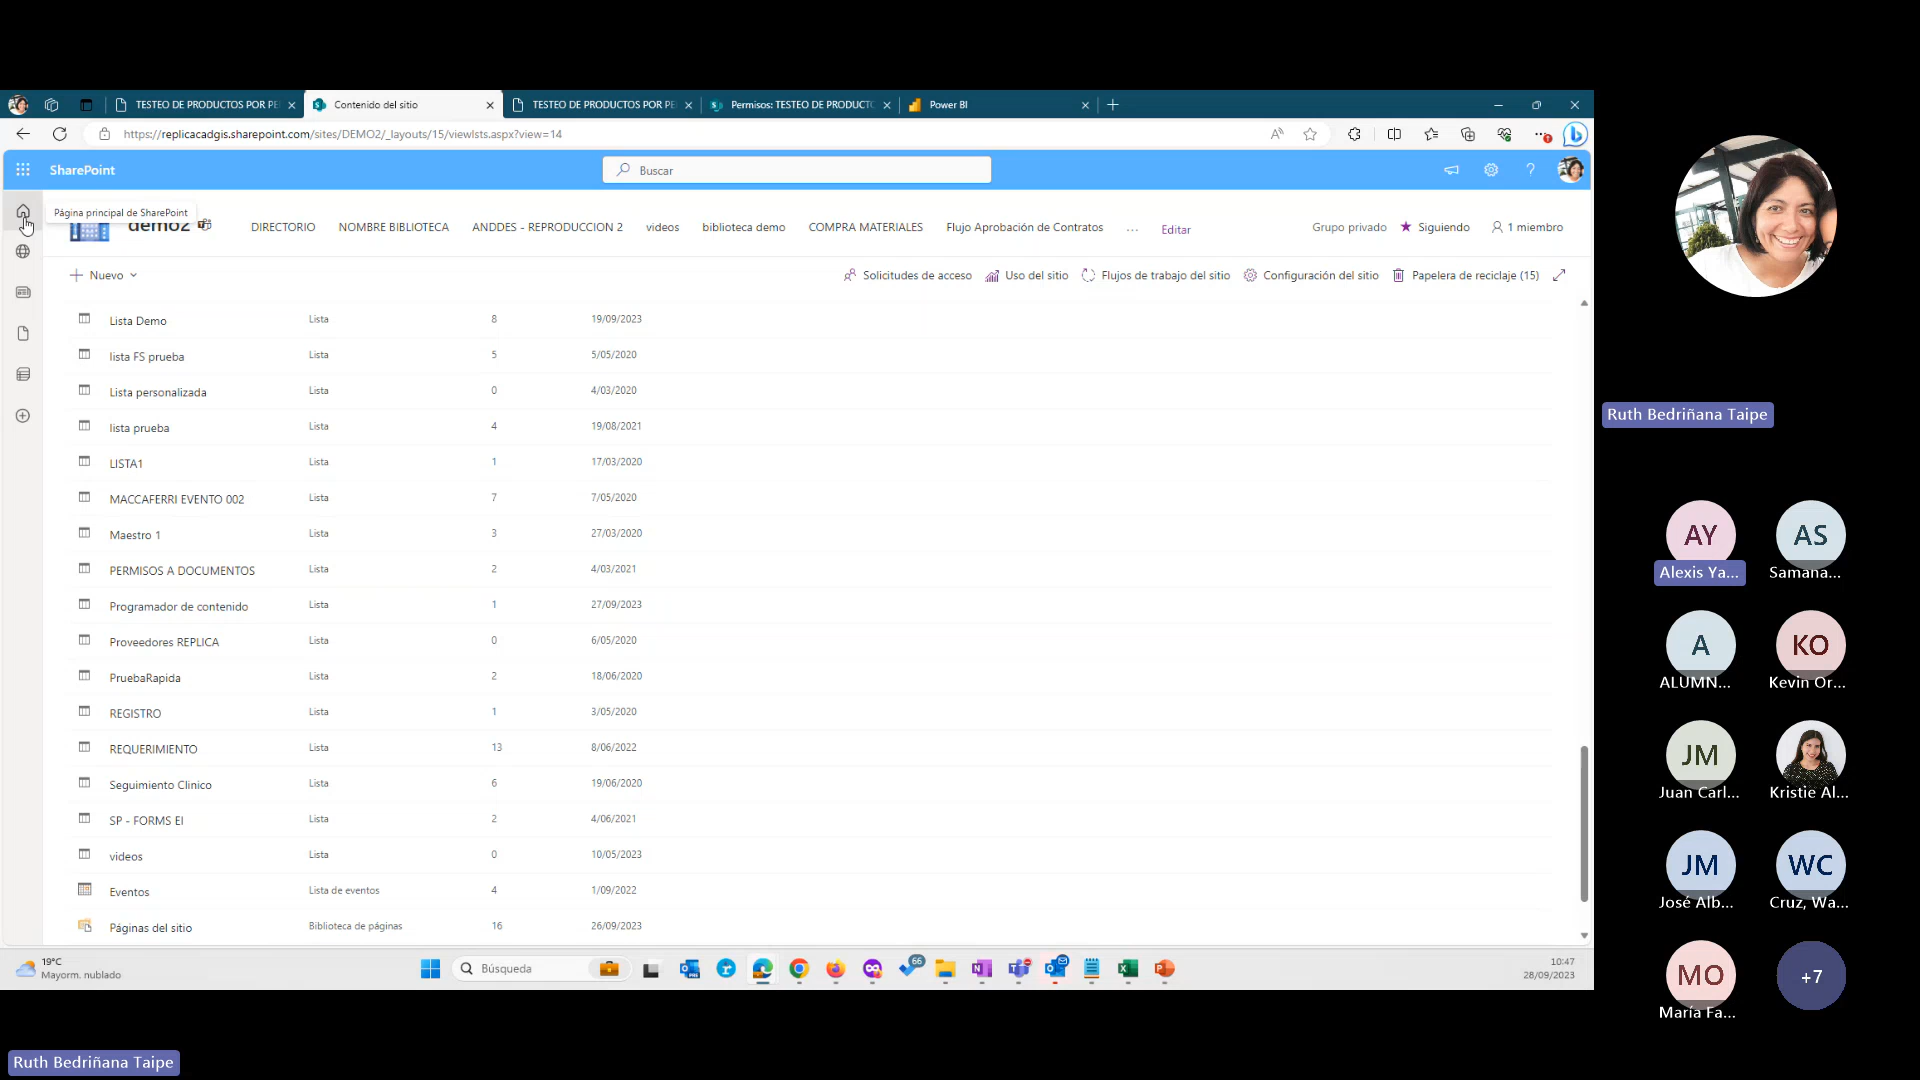 TESTEO DE PRODUCTOS POR PE
Contenido del sitio
TESTEO DE PRODUCTOS POR PE
Permisos: TESTEO DE PRODUCTO
Power BI
https://replicacadgis.sharepoint.com/sites/DEMO2/_layouts/15/viewlsts.aspx?view=14
SharePoint
Buscar
Página principal de SharePoint
demo2
DIRECTORIO
NOMBRE BIBLIOTECA
ANDDES - REPRODUCCION 2
videos
biblioteca demo
COMPRA MATERIALES
Flujo Aprobación de Contratos
...
Editar
Grupo privado
Siguiendo
1 miembro
Nuevo
Solicitudes de acceso
Uso del sitio
Flujos de trabajo del sitio
Configuración del sitio
Papelera de reciclaje (15)
Lista Demo Lista 8 19/09/2023
lista FS prueba Lista 5 5/05/2020
Lista personalizada Lista 0 4/03/2020
lista prueba Lista 4 19/08/2021
LISTA1 Lista 1 17/03/2020
MACCAFERRI EVENTO 002 Lista 7 7/05/2020
Maestro 1 Lista 3 27/03/2020
PERMISOS A DOCUMENTOS Lista 2 4/03/2021
Programador de contenido Lista 1 27/09/2023
Proveedores REPLICA Lista 0 6/05/2020
PruebaRapida Lista 2 18/06/2020
REGISTRO Lista 1 3/05/2020
REQUERIMIENTO Lista 13 8/06/2022
Seguimiento Clinico Lista 6 19/06/2020
SP - FORMS EI Lista 2 4/06/2021
videos Lista 0 10/05/2023
Eventos Lista de eventos 4 1/09/2022
Páginas del sitio Biblioteca de páginas 16 26/09/2023
19°C
Mayorm. nublado
Búsqueda
66
10:47
28/09/2023
Ruth Bedriñana Taipe
AY
Alexis Ya...
AS
Samana...
A
ALUMN...
KO
Kevin Or...
JM
Juan Carl...
Kristie Al...
JM
José Alb...
WC
Cruz, Wa...
MO
María Fa...
+7
Ruth Bedriñana Taipe